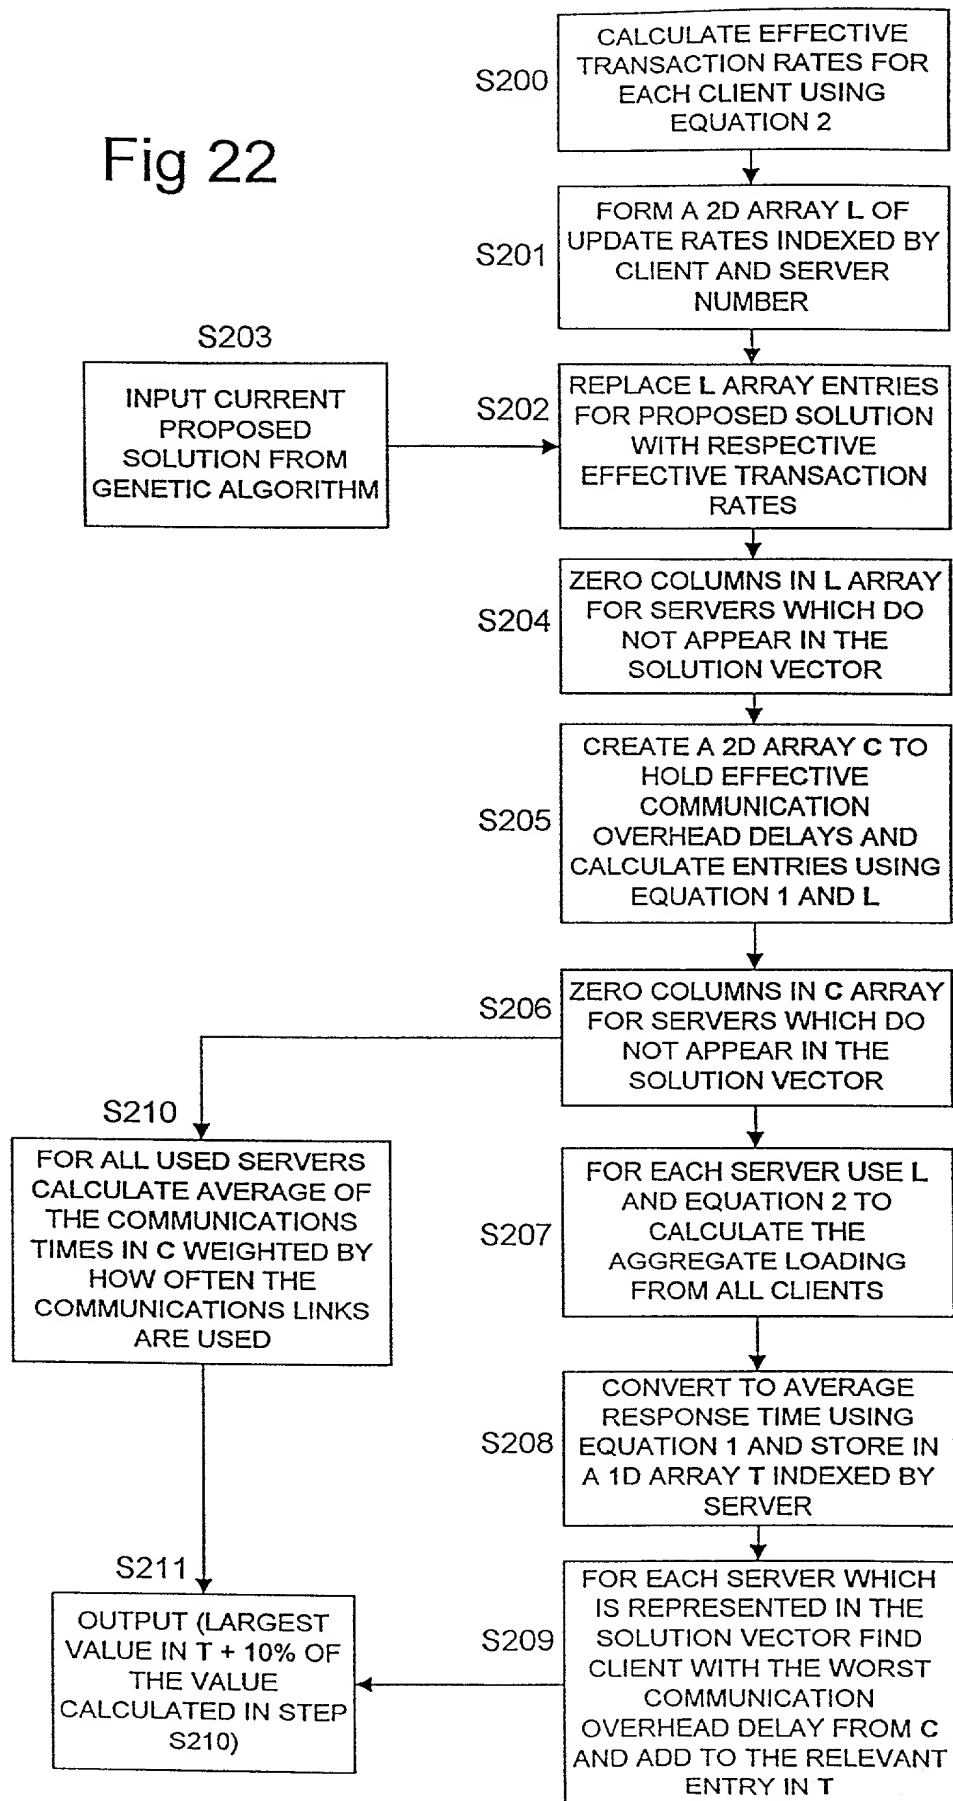 Fig 22
S200
CALCULATE EFFECTIVE
TRANSACTION RATES FOR
EACH CLIENT USING
EQUATION 2
S201
FORM A 2D ARRAY L OF
UPDATE RATES INDEXED BY
CLIENT AND SERVER
NUMBER
S203
INPUT CURRENT
PROPOSED
SOLUTION FROM
GENETIC ALGORITHM
S202
REPLACE L ARRAY ENTRIES
FOR PROPOSED SOLUTION
WITH RESPECTIVE
EFFECTIVE TRANSACTION
RATES
S204
ZERO COLUMNS IN L ARRAY
FOR SERVERS WHICH DO
NOT APPEAR IN THE
SOLUTION VECTOR
S205
CREATE A 2D ARRAY C TO
HOLD EFFECTIVE
COMMUNICATION
OVERHEAD DELAYS AND
CALCULATE ENTRIES USING
EQUATION 1 AND L
S206
ZERO COLUMNS IN C ARRAY
FOR SERVERS WHICH DO
NOT APPEAR IN THE
SOLUTION VECTOR
S210
FOR ALL USED SERVERS
CALCULATE AVERAGE OF
THE COMMUNICATIONS
TIMES IN C WEIGHTED BY
HOW OFTEN THE
COMMUNICATIONS LINKS
ARE USED
S207
FOR EACH SERVER USE L
AND EQUATION 2 TO
CALCULATE THE
AGGREGATE LOADING
FROM ALL CLIENTS
S208
CONVERT TO AVERAGE
RESPONSE TIME USING
EQUATION 1 AND STORE IN
A 1D ARRAY T INDEXED BY
SERVER
S211
OUTPUT (LARGEST
VALUE IN T + 10% OF
THE VALUE
CALCULATED IN STEP
S210)
S209
FOR EACH SERVER WHICH
IS REPRESENTED IN THE
SOLUTION VECTOR FIND
CLIENT WITH THE WORST
COMMUNICATION
OVERHEAD DELAY FROM C
AND ADD TO THE RELEVANT
ENTRY IN T